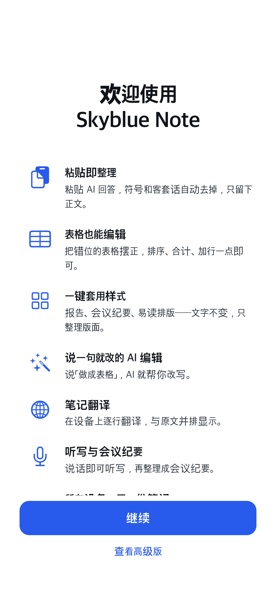 欢迎使用
Skyblue Note
粘贴即整理
粘贴 AI 回答，符号和客套话自动去掉，只留下
正文。
表格也能编辑
把错位的表格摆正，排序、合计、加行一点即
可。
一键套用样式
报告、会议纪要、易读排版——文字不变，只
整理版面。
说一句就改的 AI 编辑
说「做成表格」，AI 就帮你改写。
笔记翻译
在设备上逐行翻译，与原文并排显示。
听写与会议纪要
说话即可听写，再整理成会议纪要。
继续
查看高级版